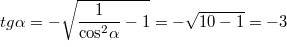 tgα = −√(1/cos²α − 1) = −√(10 − 1) = −3